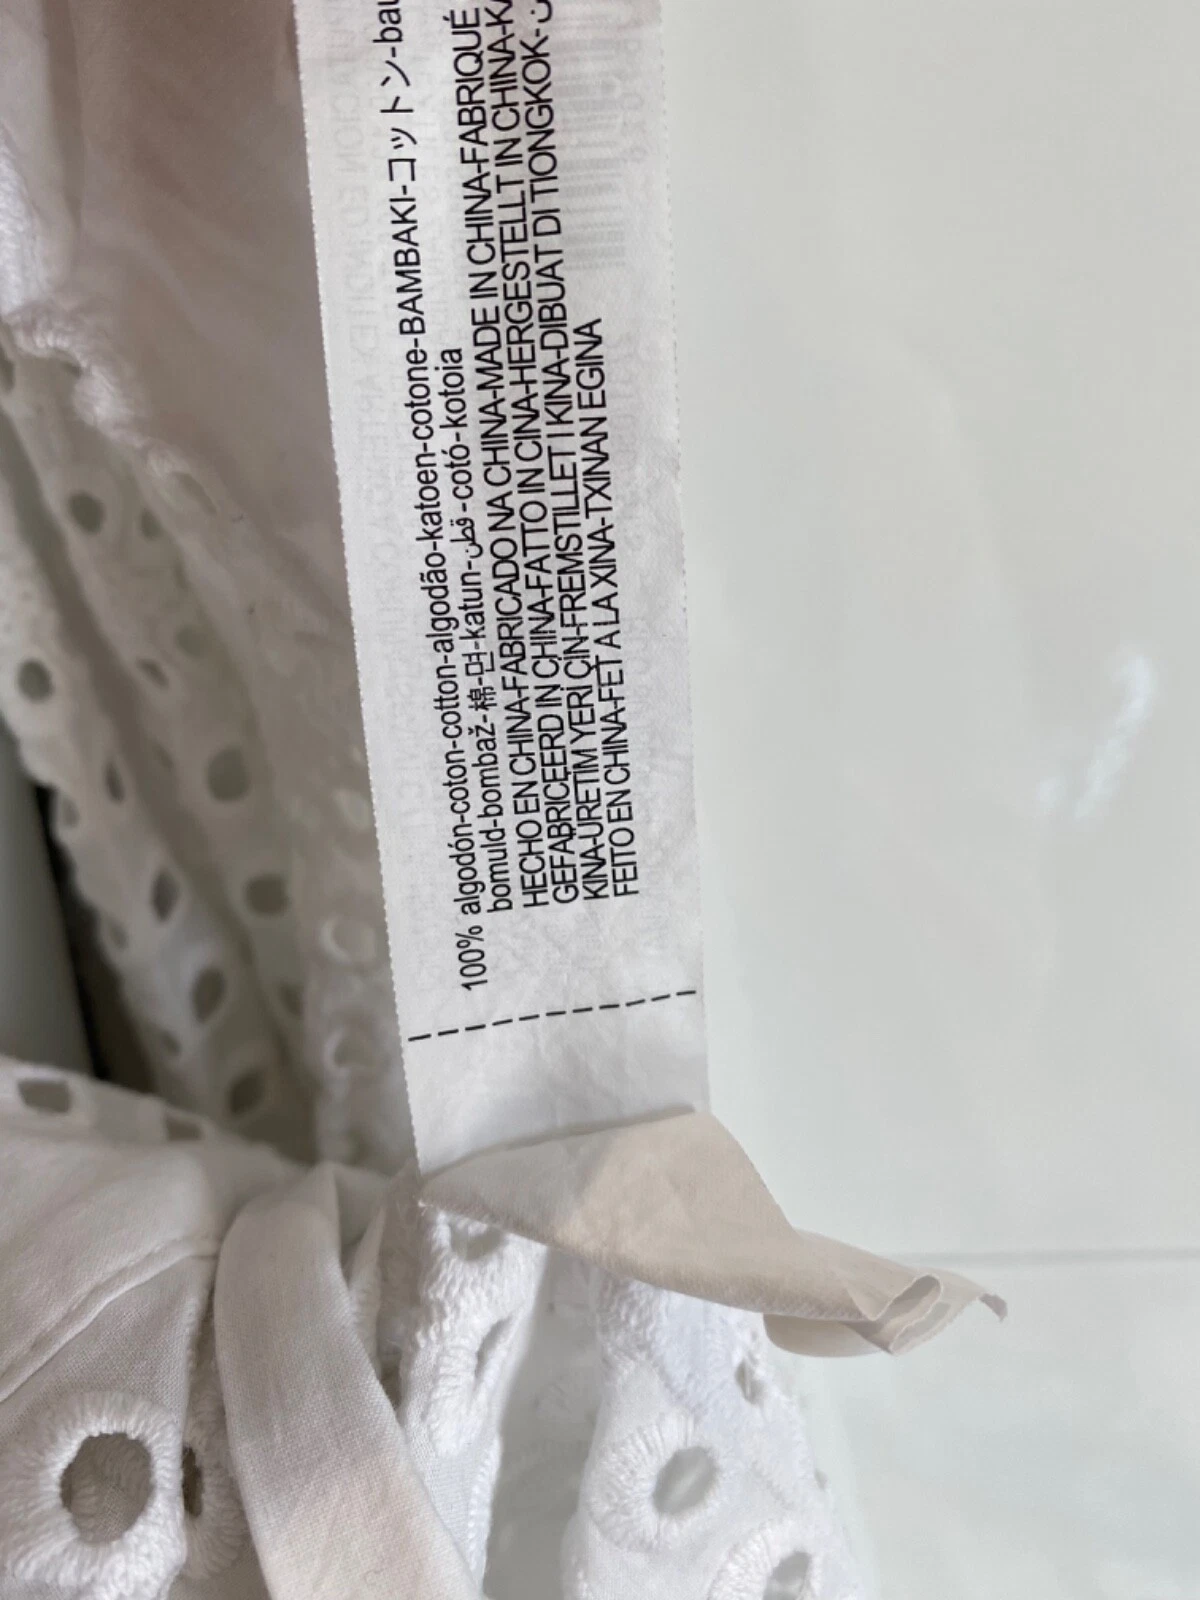 100% algodón-coton-cotton-algodão-katoen-cotone-BAMBAKI-コットン-bau
bomuld-bombaž-棉-면-katun-قطن-cotó-kotoia
HECHO EN CHINA-FABRICADO NA CHINA-MADE IN CHINA-FABRIQUÉ
GEFABRICEERD IN CHINA-FATTO IN CINA-HERGESTELLT IN CHINA-KA
KINA-ÜRETIM YERİ ÇİN-FREMSTILLET I KINA-DIBUAT DI TIONGKOK-
FEITO EN CHINA-FET A LA XINA-TXINAN EGINA